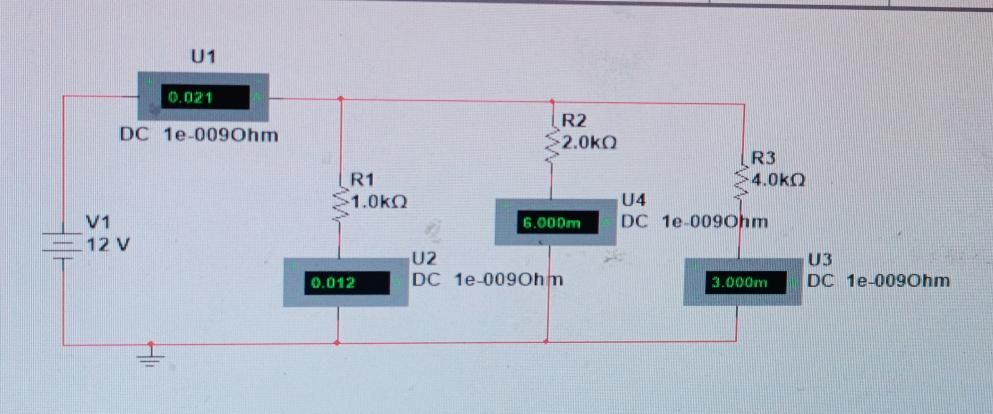 U1
0.021
DC 1e-009Ohm
R2
2.0kΩ
R3
4.0kΩ
R1
1.0kΩ
U4
6.000m
DC 1e-009Ohm
V1
12 V
U2
0.012
DC 1e-009Ohm
U3
3.000m
DC 1e-009Ohm